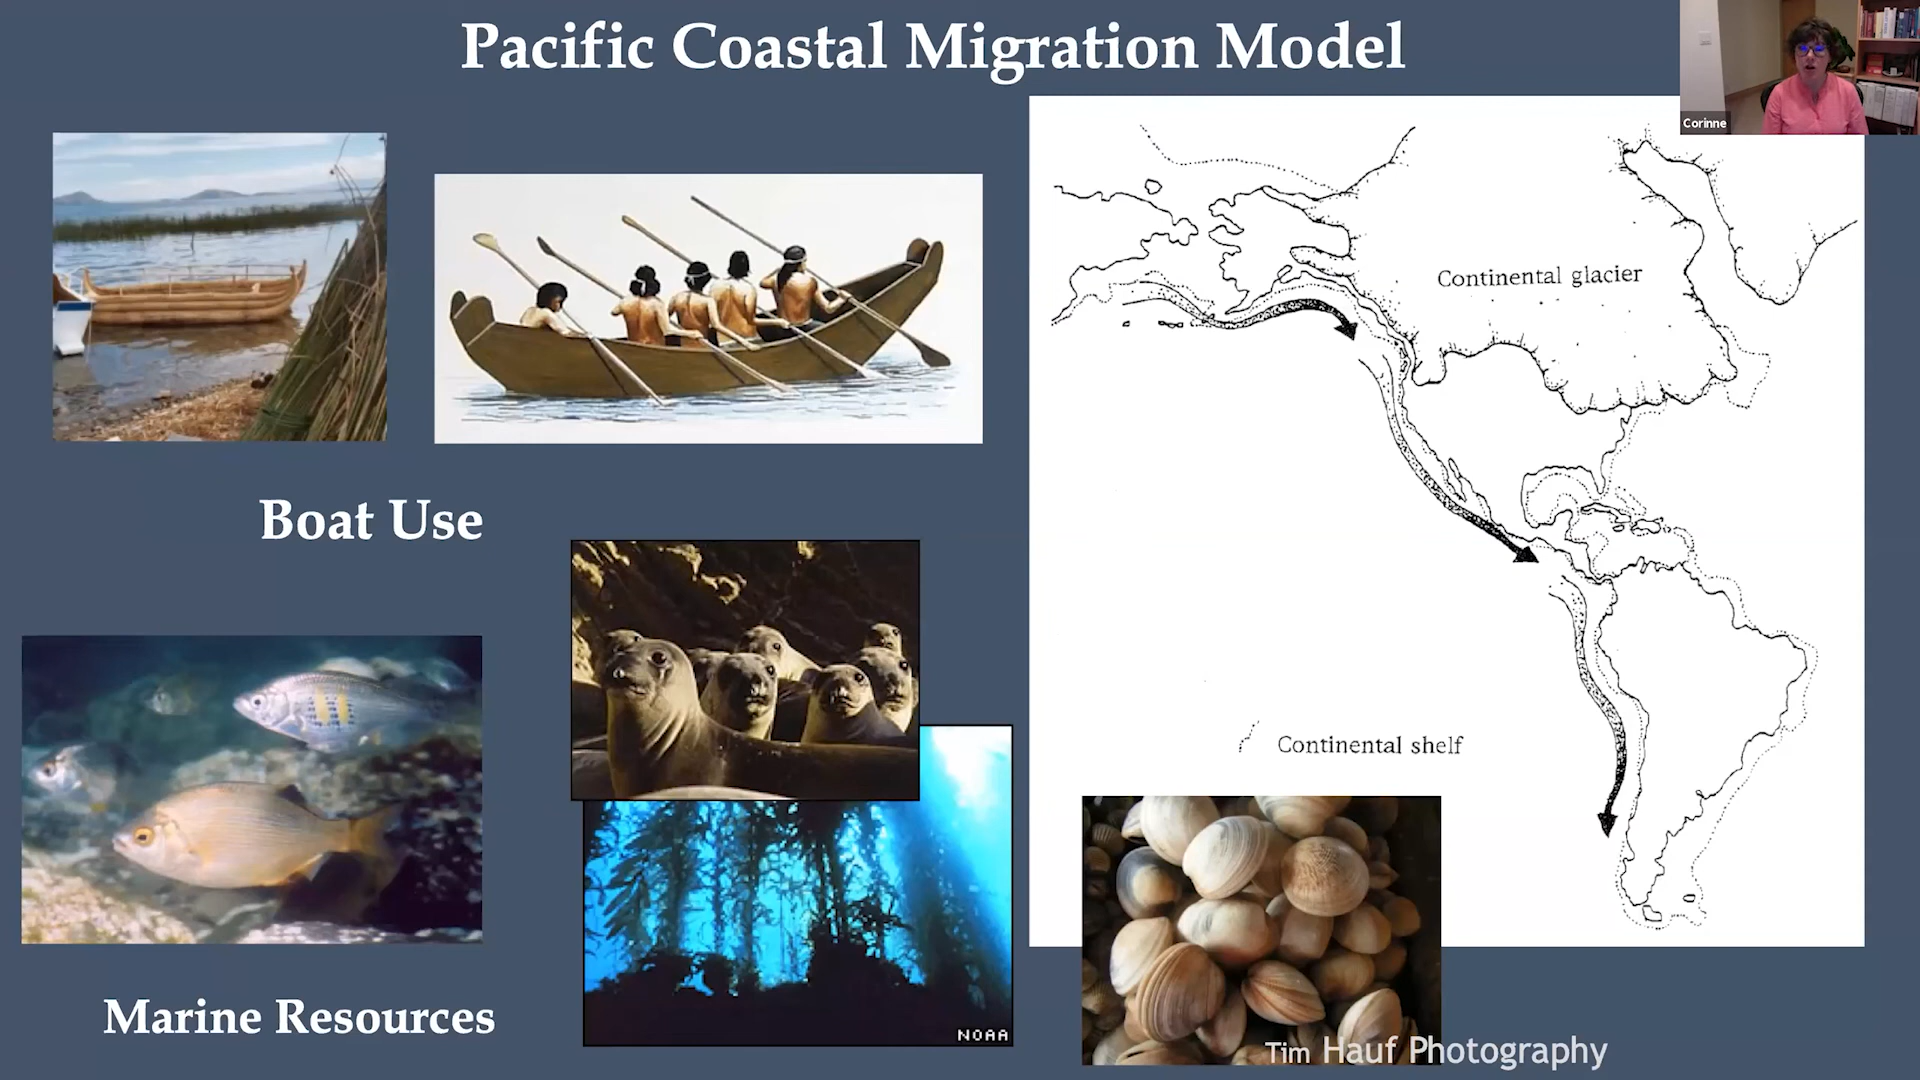 Pacific Coastal Migration Model
Corinne
Continental glacier
Boat Use
Continental shelf
Marine Resources
NOAA
Tim Hauf Photography